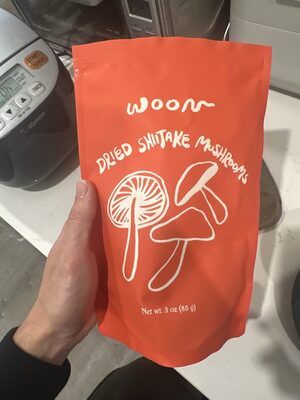 WOON
DRIED SHIITAKE MUSHROOMS
Net wt. 3 oz (85 g)